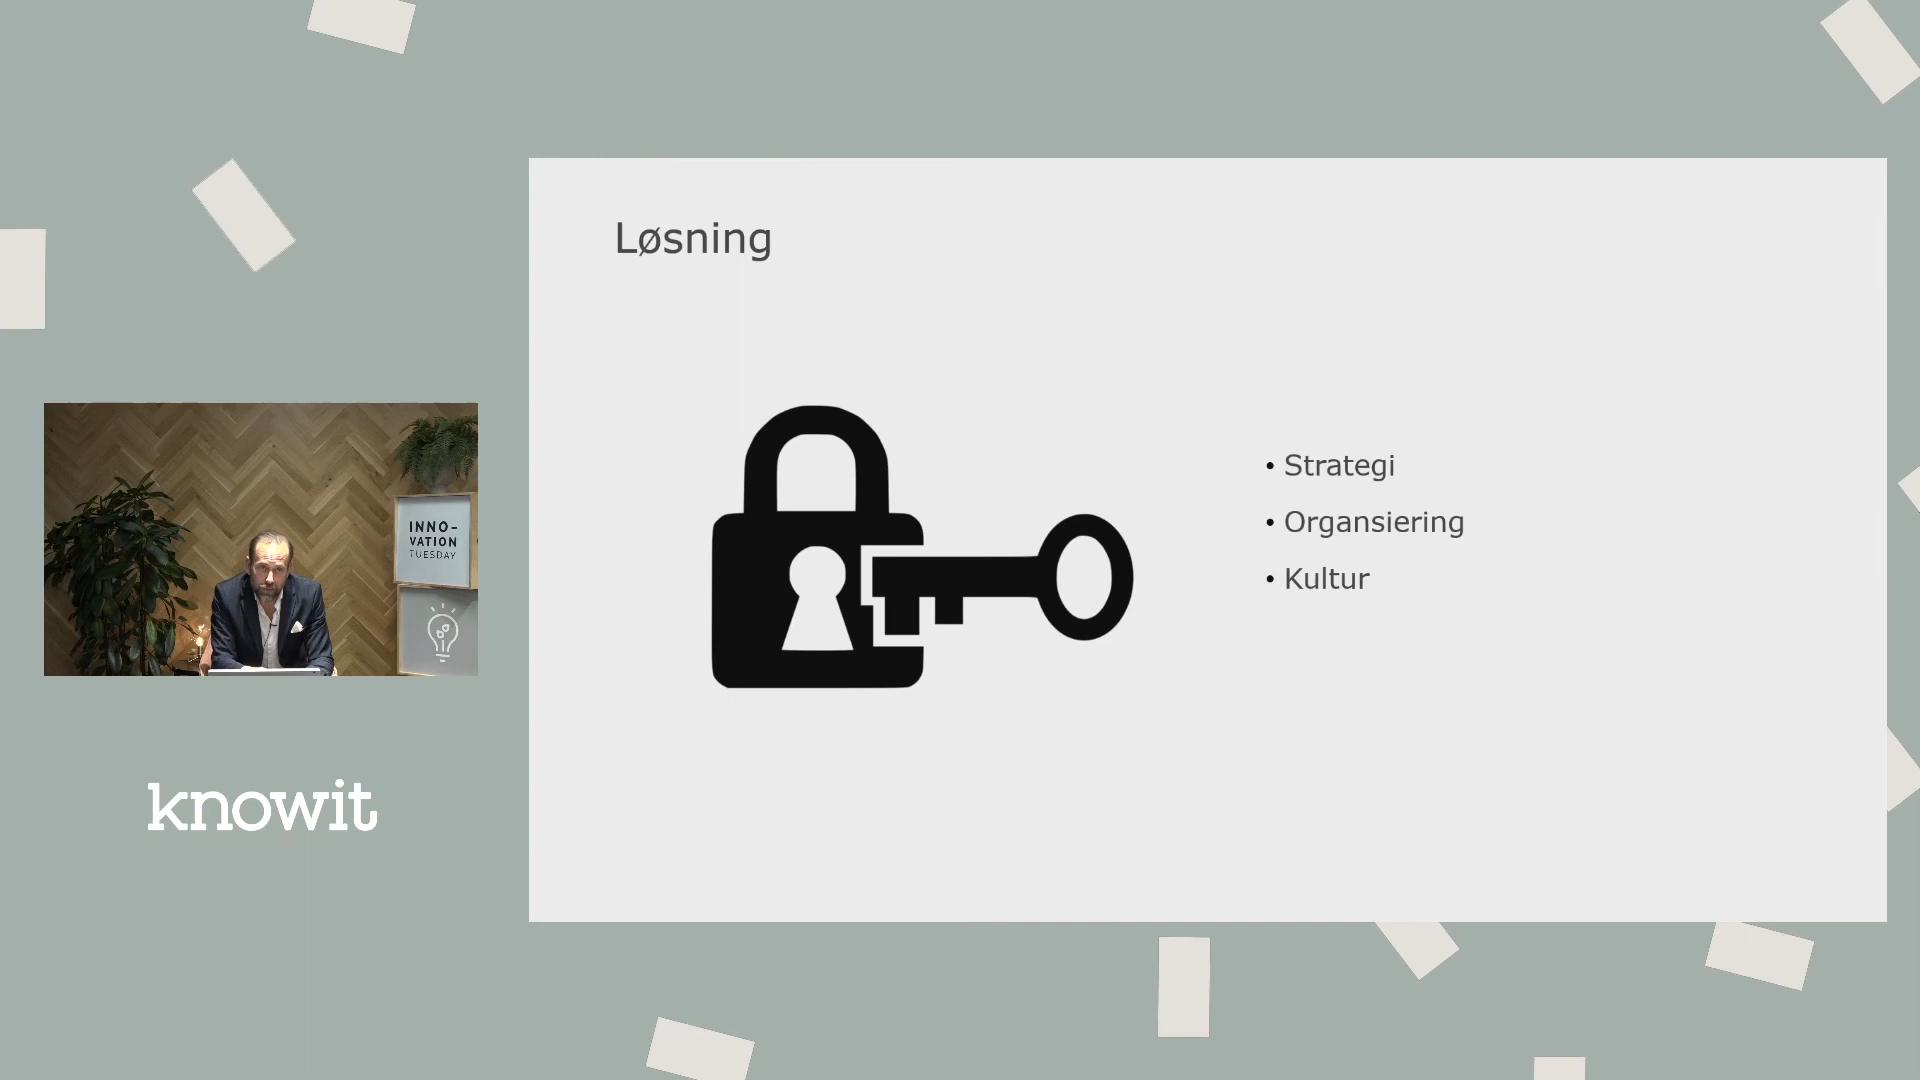 Løsning
• Strategi
• Organsiering
• Kultur
INNO-
VATION
TUESDAY
knowit